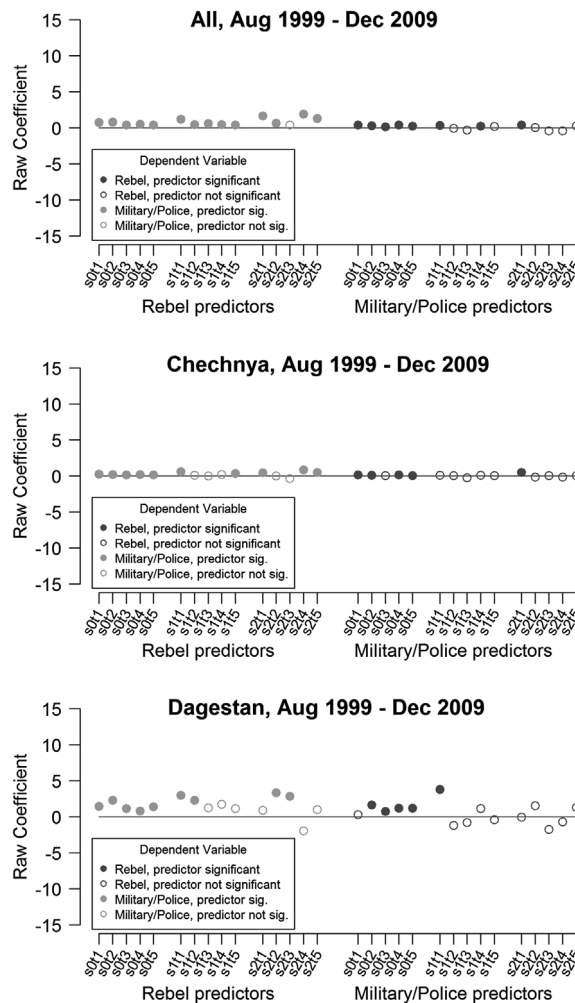 All, Aug 1999 - Dec 2009
Raw Coefficient
15
10
5
0
-5
-10
-15
Dependent Variable
Rebel, predictor significant
Rebel, predictor not significant
Military/Police, predictor sig.
Military/Police, predictor not sig.
s0t1 s0t2 s0t3 s0t4 s0t5 s1t1 s1t2 s1t3 s1t4 s1t5 s2t1 s2t2 s2t3 s2t4 s2t5 s0t1 s0t2 s0t3 s0t4 s0t5 s1t1 s1t2 s1t3 s1t4 s1t5 s2t1 s2t2 s2t3 s2t4 s2t5
Rebel predictors Military/Police predictors
Chechnya, Aug 1999 - Dec 2009
Raw Coefficient
15
10
5
0
-5
-10
-15
Dependent Variable
Rebel, predictor significant
Rebel, predictor not significant
Military/Police, predictor sig.
Military/Police, predictor not sig.
s0t1 s0t2 s0t3 s0t4 s0t5 s1t1 s1t2 s1t3 s1t4 s1t5 s2t1 s2t2 s2t3 s2t4 s2t5 s0t1 s0t2 s0t3 s0t4 s0t5 s1t1 s1t2 s1t3 s1t4 s1t5 s2t1 s2t2 s2t3 s2t4 s2t5
Rebel predictors Military/Police predictors
Dagestan, Aug 1999 - Dec 2009
Raw Coefficient
15
10
5
0
-5
-10
-15
Dependent Variable
Rebel, predictor significant
Rebel, predictor not significant
Military/Police, predictor sig.
Military/Police, predictor not sig.
s0t1 s0t2 s0t3 s0t4 s0t5 s1t1 s1t2 s1t3 s1t4 s1t5 s2t1 s2t2 s2t3 s2t4 s2t5 s0t1 s0t2 s0t3 s0t4 s0t5 s1t1 s1t2 s1t3 s1t4 s1t5 s2t1 s2t2 s2t3 s2t4 s2t5
Rebel predictors Military/Police predictors